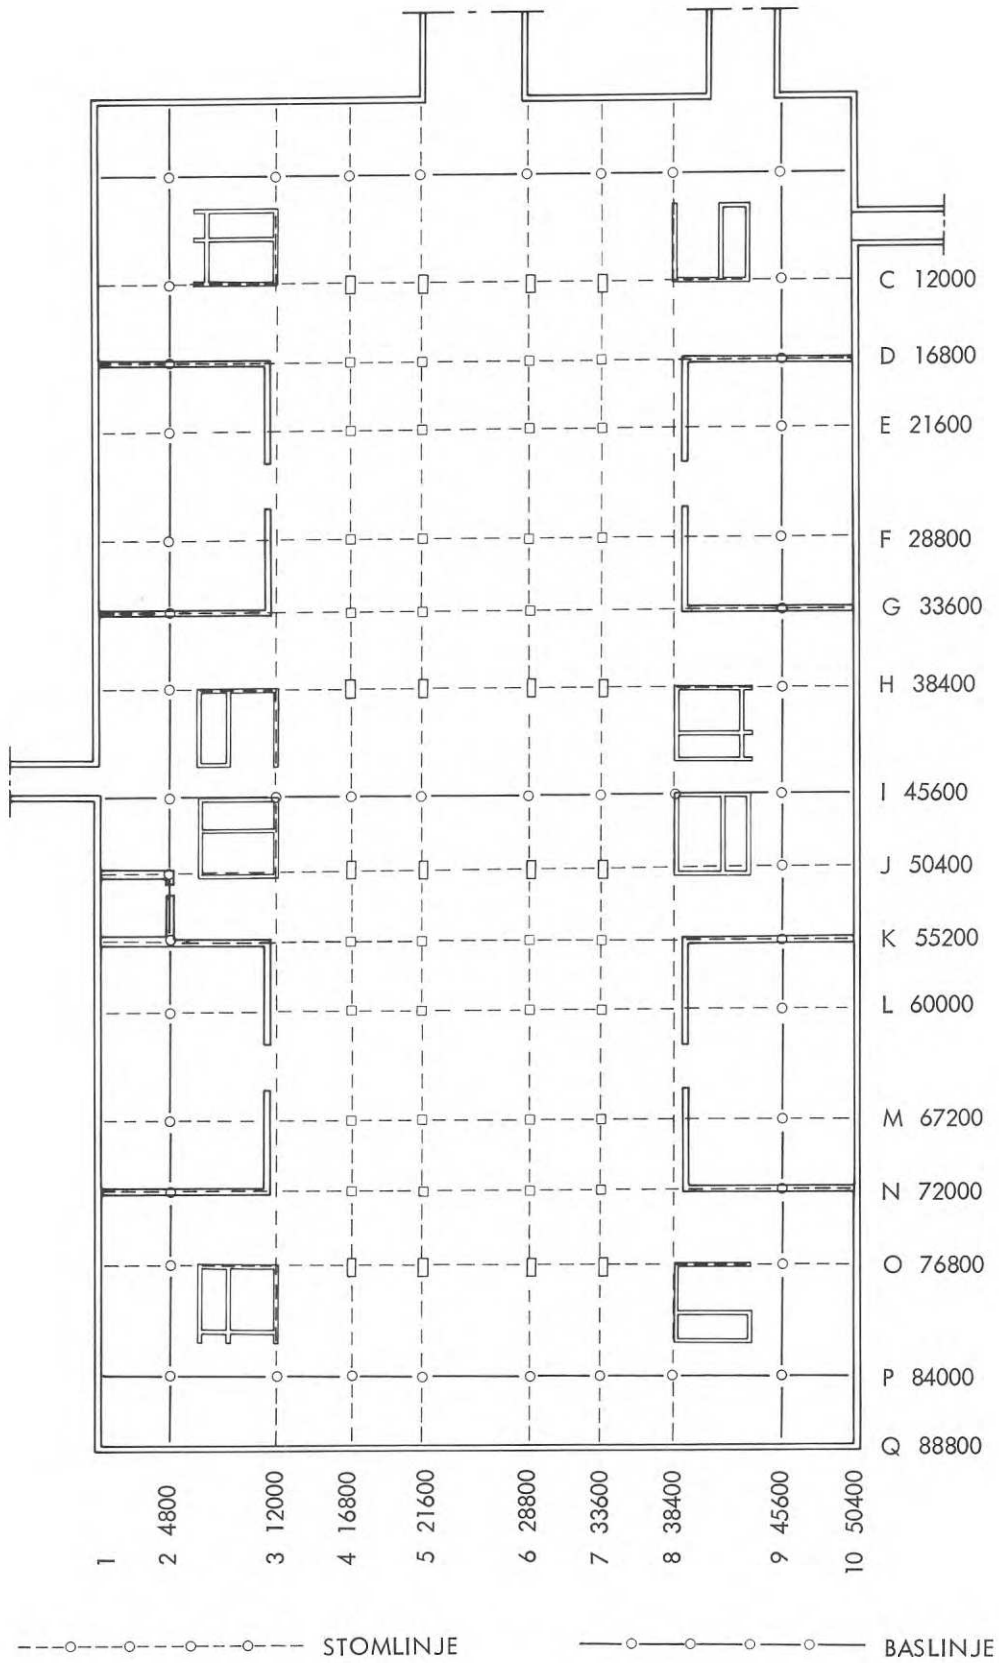 C 12000
D 16800
E 21600
F 28800
G 33600
H 38400
I 45600
J 50400
K 55200
L 60000
M 67200
N 72000
O 76800
P 84000
Q 88800
1
2 4800
3 12000
4 16800
5 21600
6 28800
7 33600
8 38400
9 45600
10 50400
STOMLINJE
BASLINJE